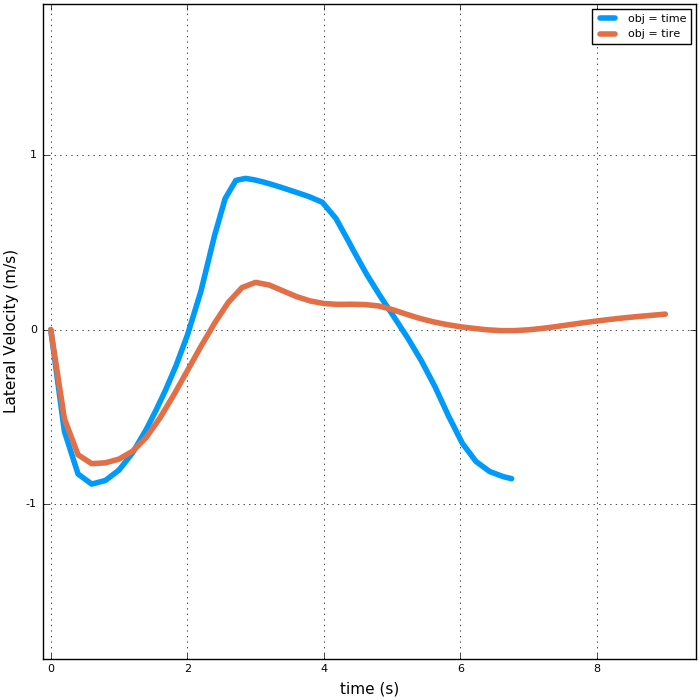 obj = time
obj = tire
1
0
-1
Lateral Velocity (m/s)
0 2 4 6 8
time (s)